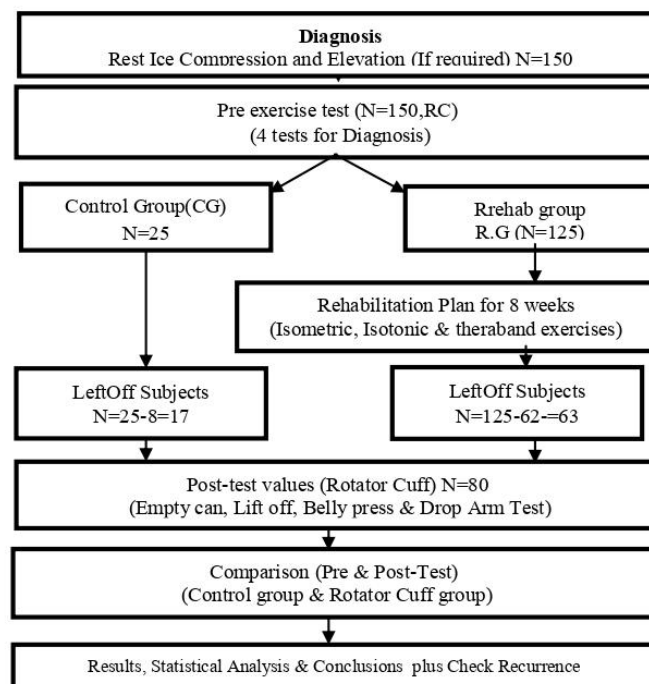 Diagnosis
Rest Ice Compression and Elevation (If required) N=150
Pre exercise test (N=150,RC)
(4 tests for Diagnosis)
Control Group(CG)
N=25
Rrehab group
R.G (N=125)
Rehabilitation Plan for 8 weeks
(Isometric, Isotonic & theraband exercises)
LeftOff Subjects
N=25-8=17
LeftOff Subjects
N=125-62-=63
Post-test values (Rotator Cuff) N=80
(Empty can, Lift off, Belly press & Drop Arm Test)
Comparison (Pre & Post-Test)
(Control group & Rotator Cuff group)
Results, Statistical Analysis & Conclusions plus Check Recurrence